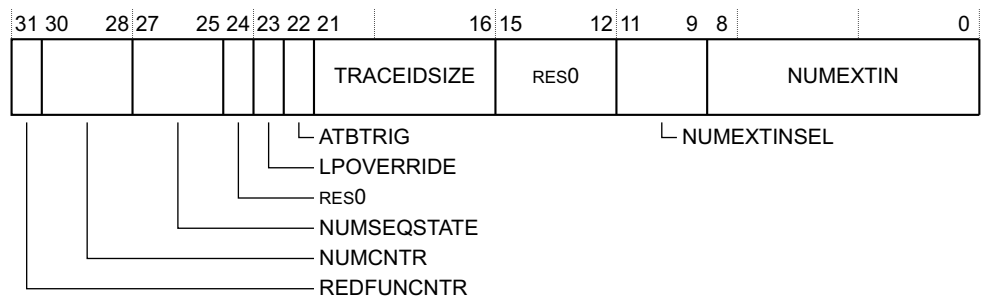 31 30 28 27 25 24 23 22 21 16 15 12 11 9 8 0
TRACEIDSIZE RES0 NUMEXTIN
ATBTRIG NUMEXTINSEL
LPOVERRIDE
RES0
NUMSEQSTATE
NUMCNTR
REDFUNCNTR